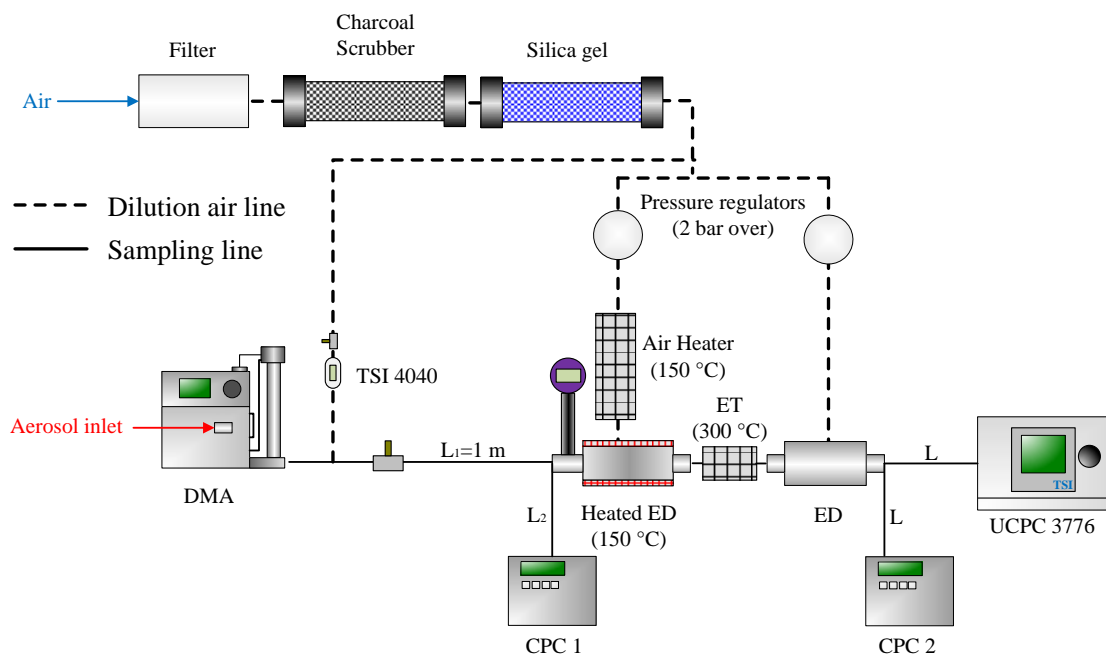 Charcoal
Scrubber
Filter
Silica gel
Air
Dilution air line
Sampling line
Pressure regulators
(2 bar over)
TSI 4040
Air Heater
(150 °C)
ET
(300 °C)
Aerosol inlet
L1=1 m
L
TSI
DMA
L2
Heated ED
(150 °C)
ED
L
UCPC 3776
CPC 1
CPC 2